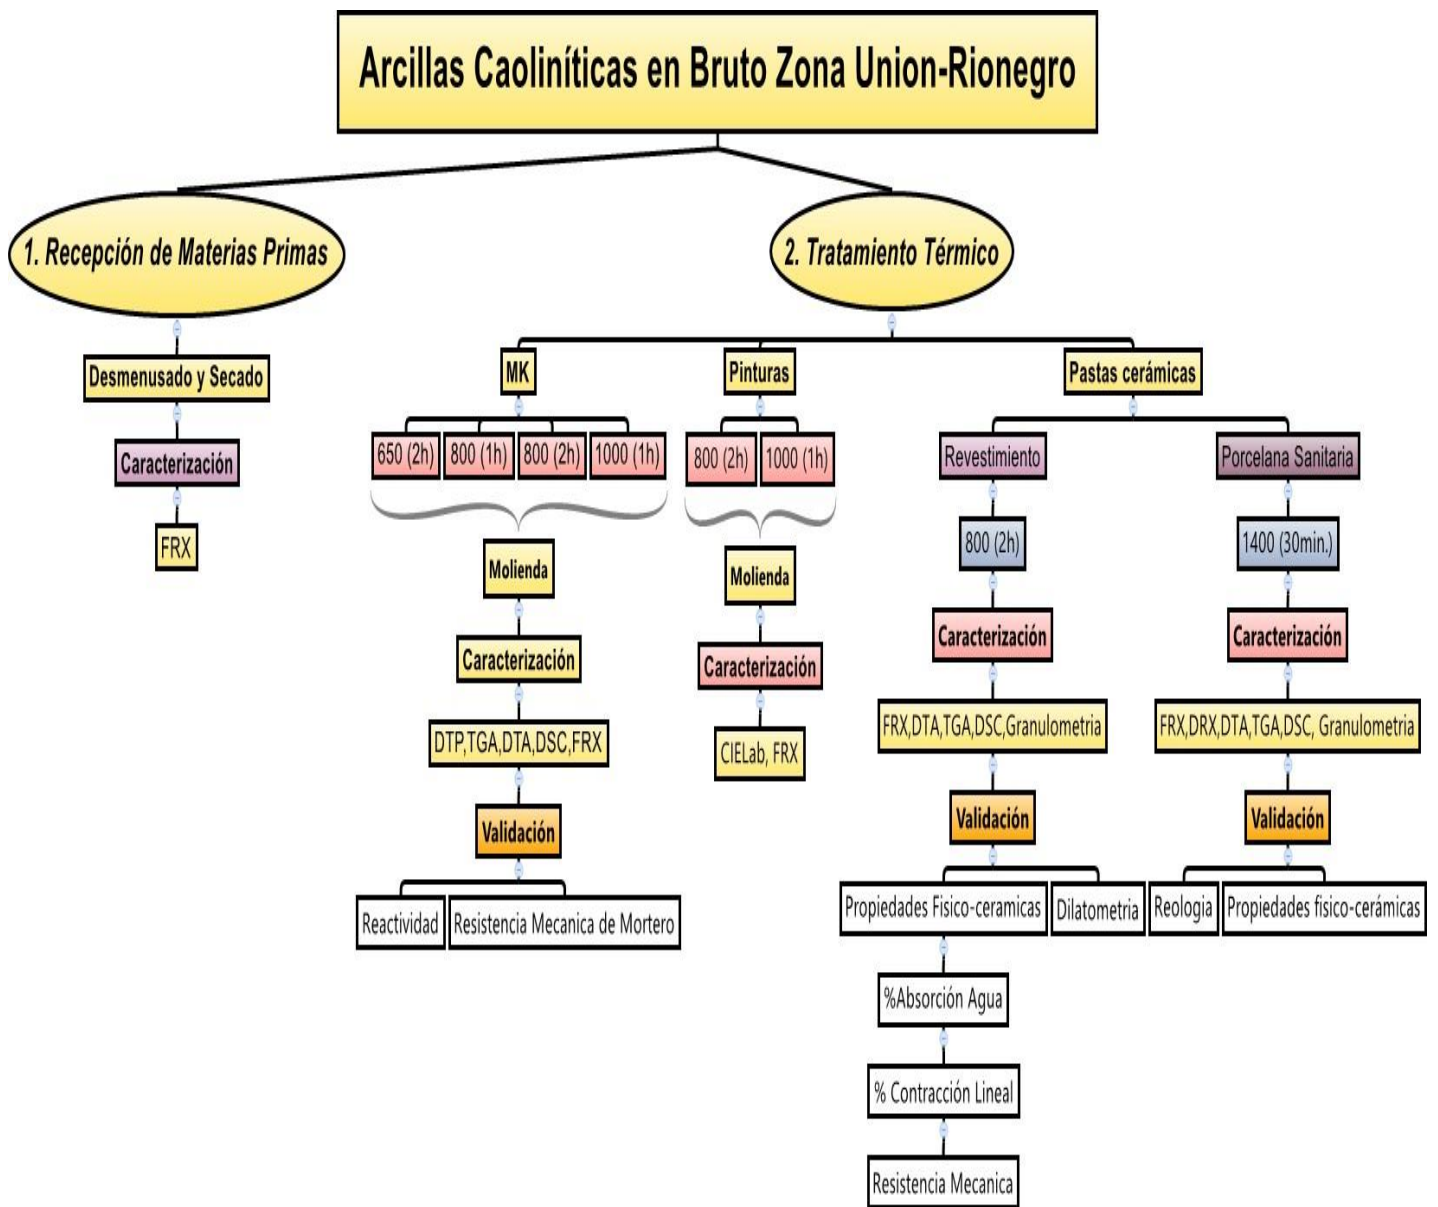 Arcillas Caoliníticas en Bruto Zona Union-Rionegro
1. Recepción de Materias Primas
2. Tratamiento Térmico
Desmenusado y Secado
Caracterización
FRX
MK
Pinturas
Pastas cerámicas
650 (2h)
800 (1h)
800 (2h)
1000 (1h)
Molienda
Caracterización
DTP,TGA,DTA,DSC,FRX
Validación
Reactividad
Resistencia Mecanica de Mortero
800 (2h)
1000 (1h)
Molienda
Caracterización
CIELab, FRX
Revestimiento
800 (2h)
Caracterización
FRX,DTA,TGA,DSC,Granulometria
Validación
Propiedades Fisico-ceramicas
Dilatometria
%Absorción Agua
% Contracción Lineal
Resistencia Mecanica
Porcelana Sanitaria
1400 (30min.)
Caracterización
FRX,DRX,DTA,TGA,DSC, Granulometria
Validación
Reologia
Propiedades fisico-cerámicas